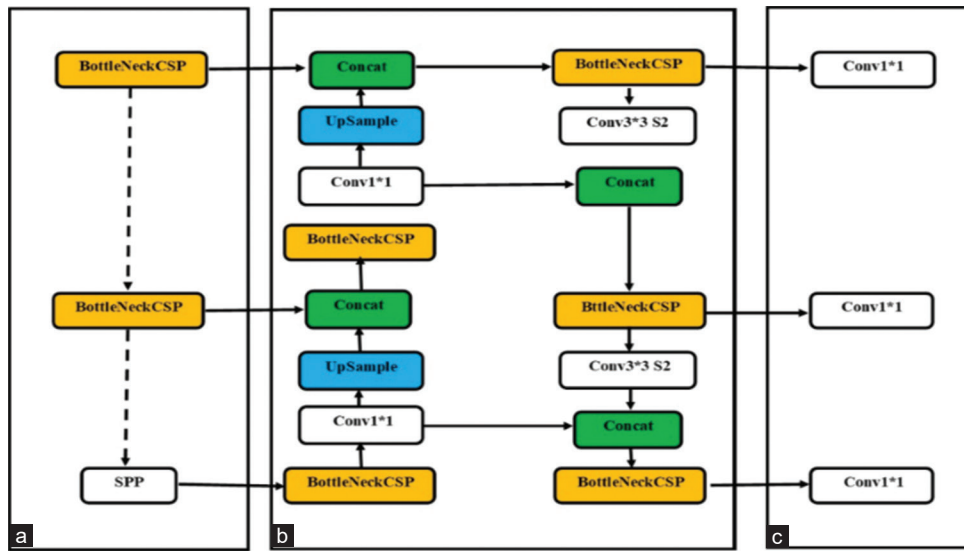 BottleNeckCSP
BottleNeckCSP
SPP
a
Concat
UpSample
Conv1*1
BottleNeckCSP
Concat
UpSample
Conv1*1
BottleNeckCSP
BottleNeckCSP
Conv3*3 S2
Concat
BttleNeckCSP
Conv3*3 S2
Concat
BottleNeckCSP
b
Conv1*1
Conv1*1
Conv1*1
c